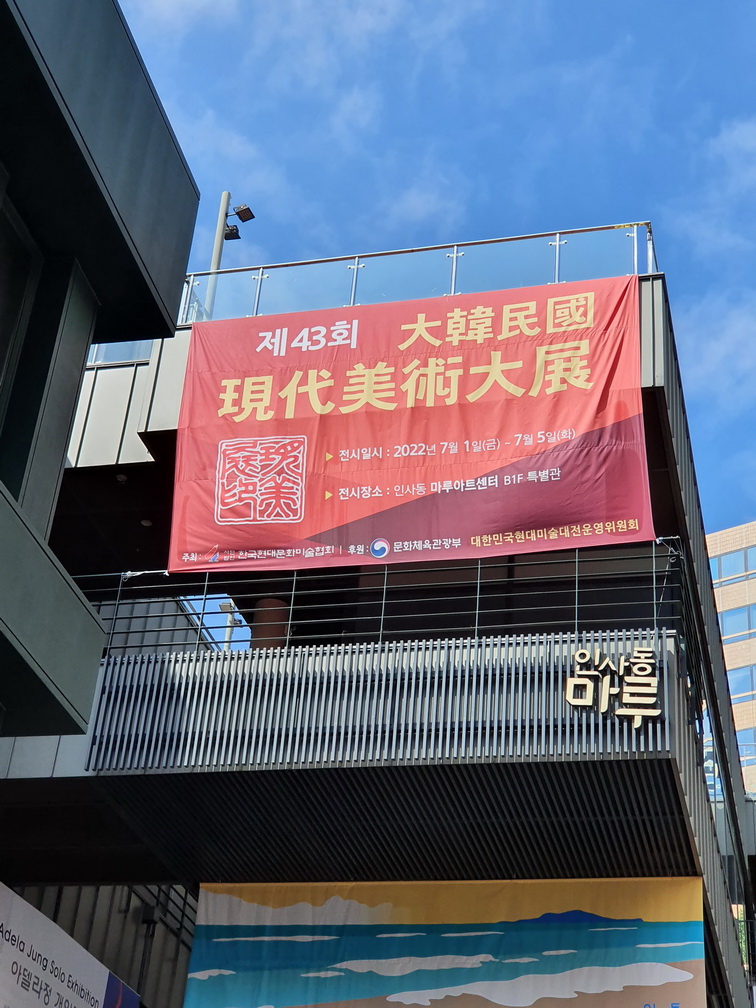 제43회 大韓民國
現代美術大展
▶ 전시일시 : 2022년 7월 1일(금) ~ 7월 5일(화)
▶ 전시장소 : 인사동 마루아트센터 B1F 특별관
주최 : 한국현대문화미술협회 | 후원 : 문화체육관광부 대한민국현대미술대전운영위원회
인사동
마루
Adela Jung Solo Exhibition
아델라정 개인